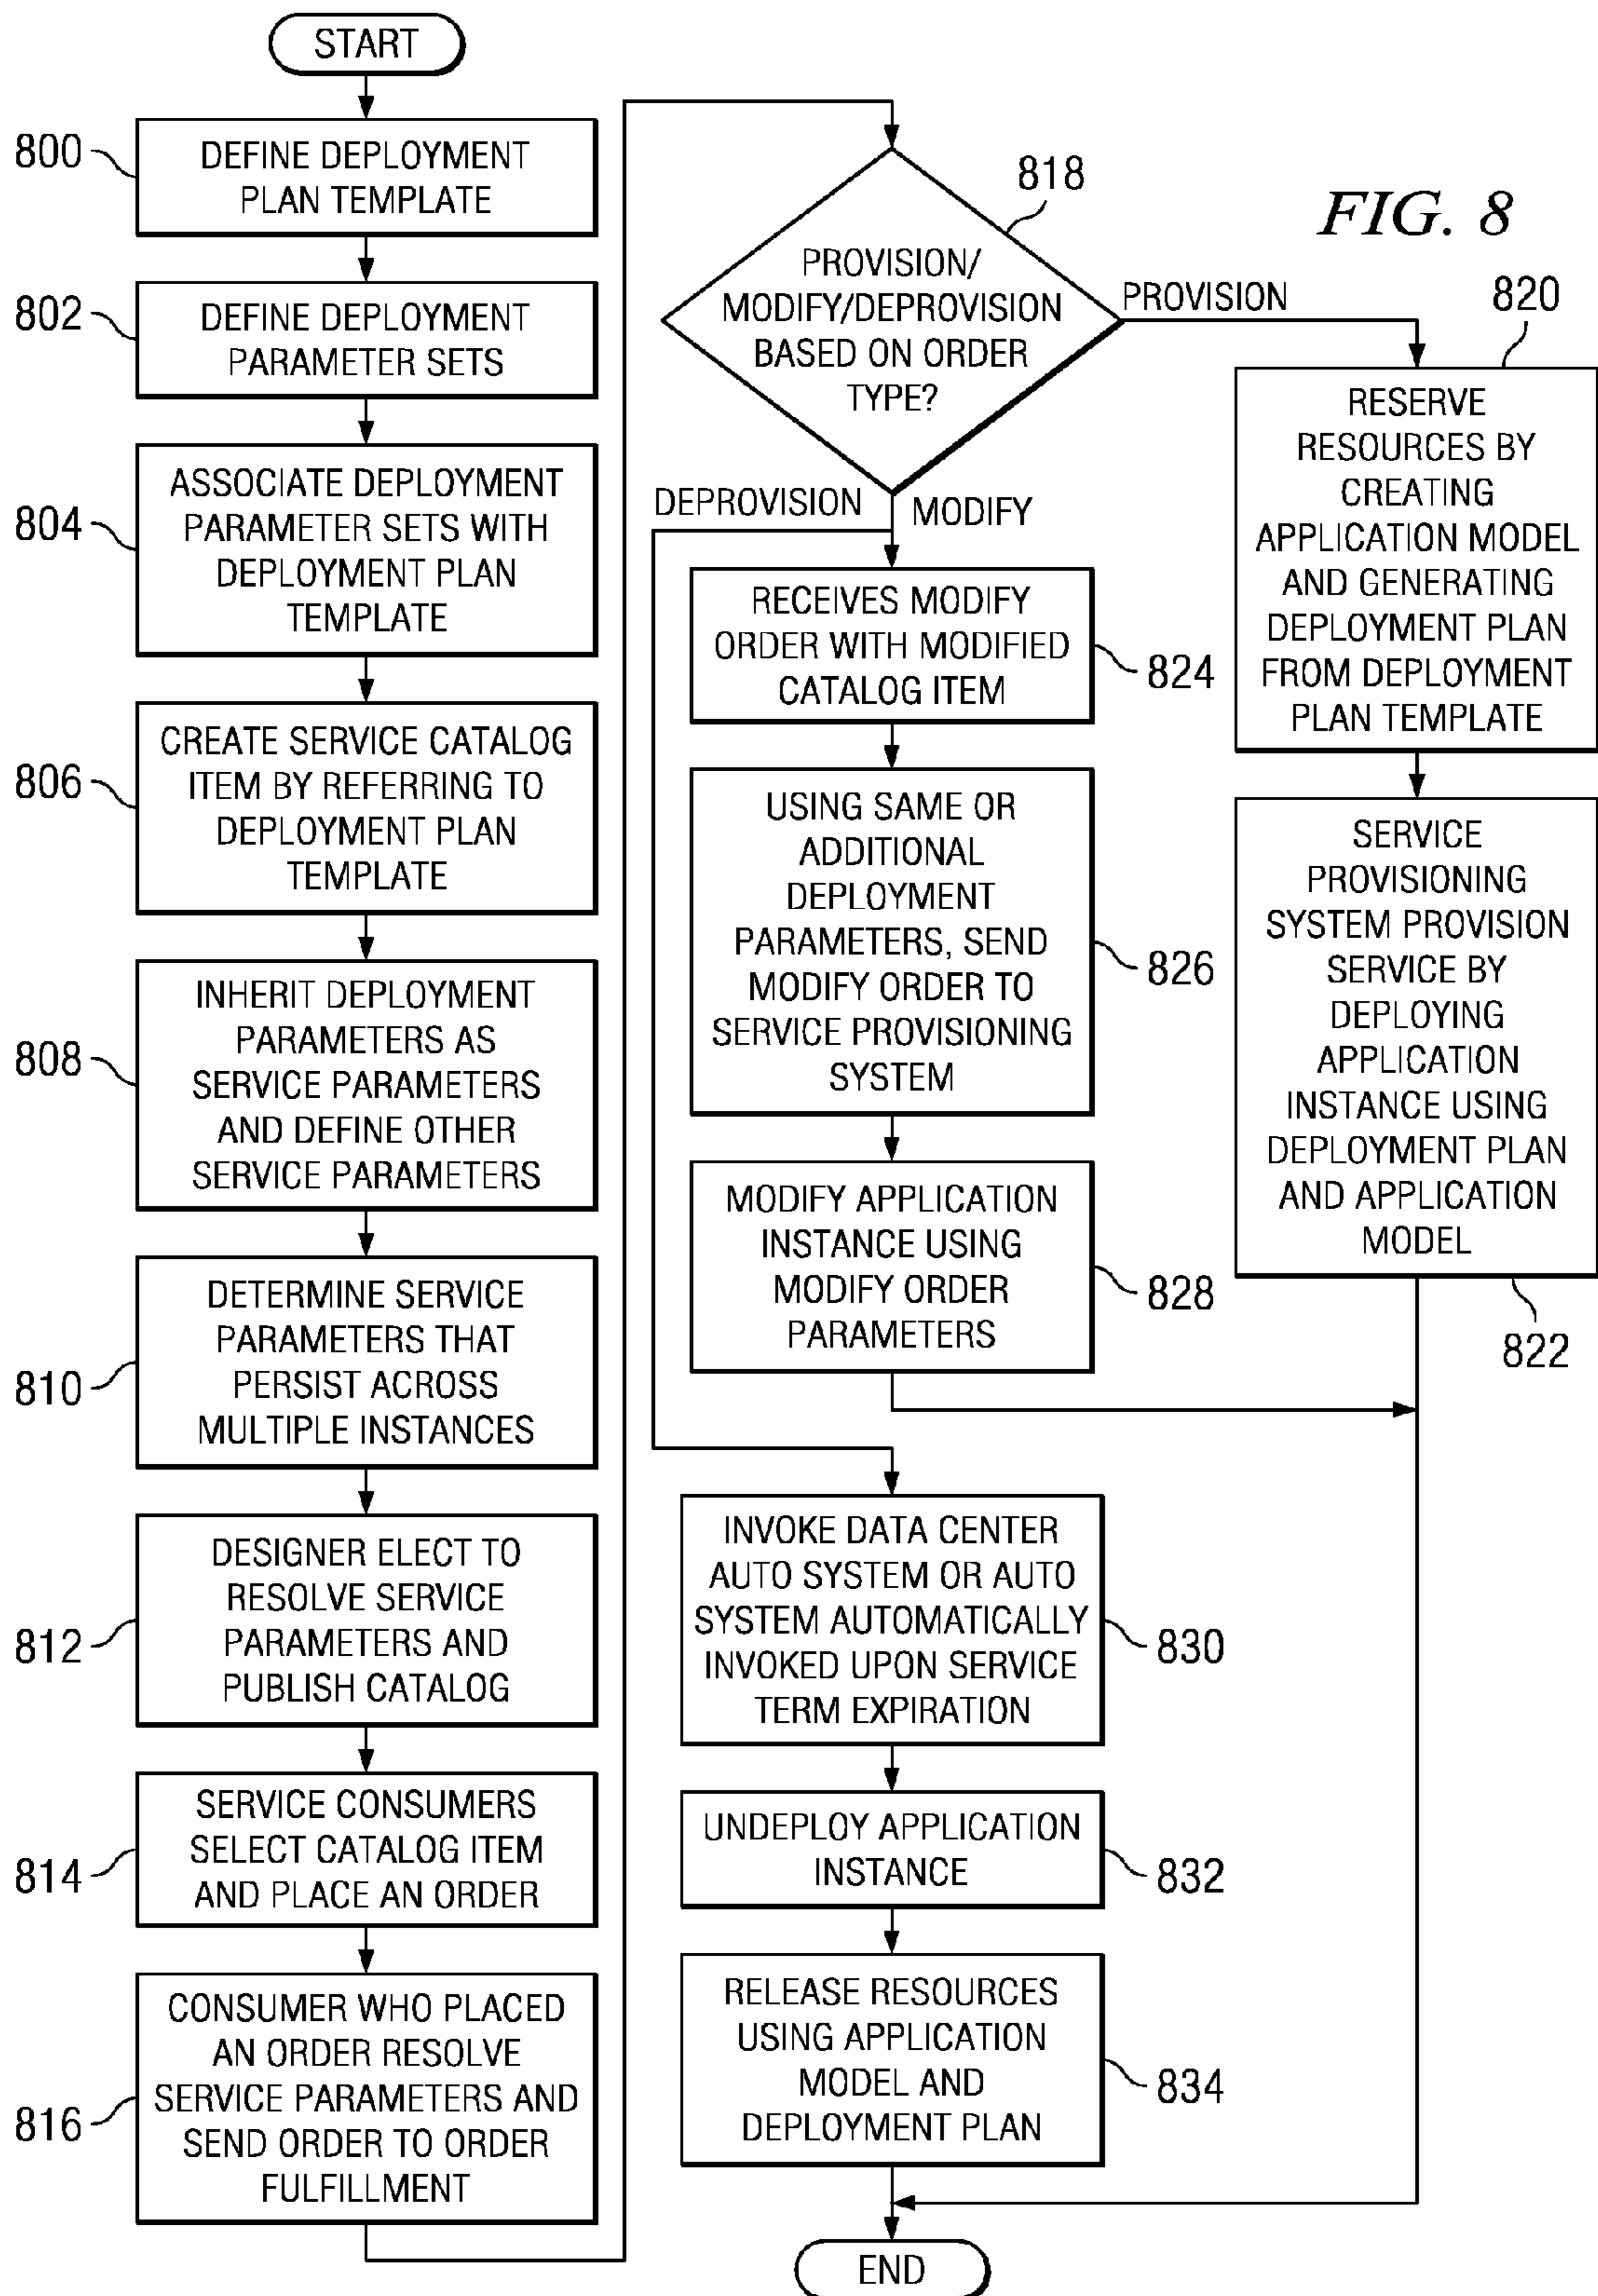 START
800
DEFINE DEPLOYMENT
PLAN TEMPLATE
802
DEFINE DEPLOYMENT
PARAMETER SETS
804
ASSOCIATE DEPLOYMENT
PARAMETER SETS WITH
DEPLOYMENT PLAN
TEMPLATE
806
CREATE SERVICE CATALOG
ITEM BY REFERRING TO
DEPLOYMENT PLAN
TEMPLATE
808
INHERIT DEPLOYMENT
PARAMETERS AS
SERVICE PARAMETERS
AND DEFINE OTHER
SERVICE PARAMETERS
810
DETERMINE SERVICE
PARAMETERS THAT
PERSIST ACROSS
MULTIPLE INSTANCES
812
DESIGNER ELECT TO
RESOLVE SERVICE
PARAMETERS AND
PUBLISH CATALOG
814
SERVICE CONSUMERS
SELECT CATALOG ITEM
AND PLACE AN ORDER
816
CONSUMER WHO PLACED
AN ORDER RESOLVE
SERVICE PARAMETERS AND
SEND ORDER TO ORDER
FULFILLMENT
FIG. 8
818
PROVISION/
MODIFY/DEPROVISION
BASED ON ORDER
TYPE?
PROVISION
DEPROVISION
MODIFY
820
RESERVE
RESOURCES BY
CREATING
APPLICATION MODEL
AND GENERATING
DEPLOYMENT PLAN
FROM DEPLOYMENT
PLAN TEMPLATE
SERVICE
PROVISIONING
SYSTEM PROVISION
SERVICE BY
DEPLOYING
APPLICATION
INSTANCE USING
DEPLOYMENT PLAN
AND APPLICATION
MODEL
822
RECEIVES MODIFY
ORDER WITH MODIFIED
CATALOG ITEM
824
USING SAME OR
ADDITIONAL
DEPLOYMENT
PARAMETERS, SEND
MODIFY ORDER TO
SERVICE PROVISIONING
SYSTEM
826
MODIFY APPLICATION
INSTANCE USING
MODIFY ORDER
PARAMETERS
828
INVOKE DATA CENTER
AUTO SYSTEM OR AUTO
SYSTEM AUTOMATICALLY
INVOKED UPON SERVICE
TERM EXPIRATION
830
UNDEPLOY APPLICATION
INSTANCE
832
RELEASE RESOURCES
USING APPLICATION
MODEL AND
DEPLOYMENT PLAN
834
END